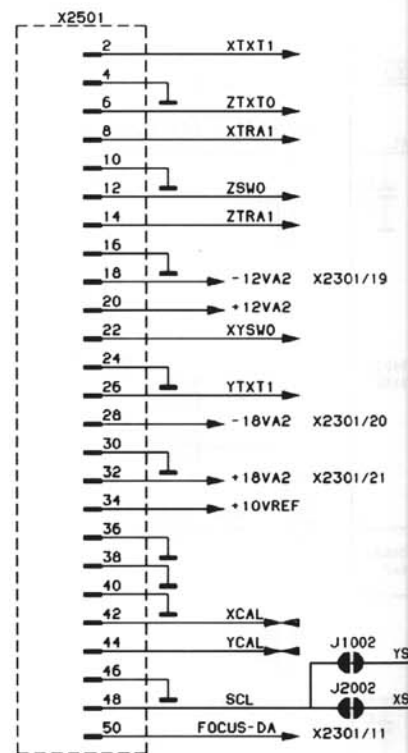 X2501
2 XTXT1
4
6 ZTXT0
8 XTRA1
10
12 ZSW0
14 ZTRA1
16
18 -12VA2 X2301/19
20 +12VA2
22 XYSW0
24
26 YTXT1
28 -18VA2 X2301/20
30
32 +18VA2 X2301/21
34 +10VREF
36
38
40
42 XCAL
44 YCAL
J1002 YS
46
J2002
48 SCL XS
50 FOCUS-DA X2301/11